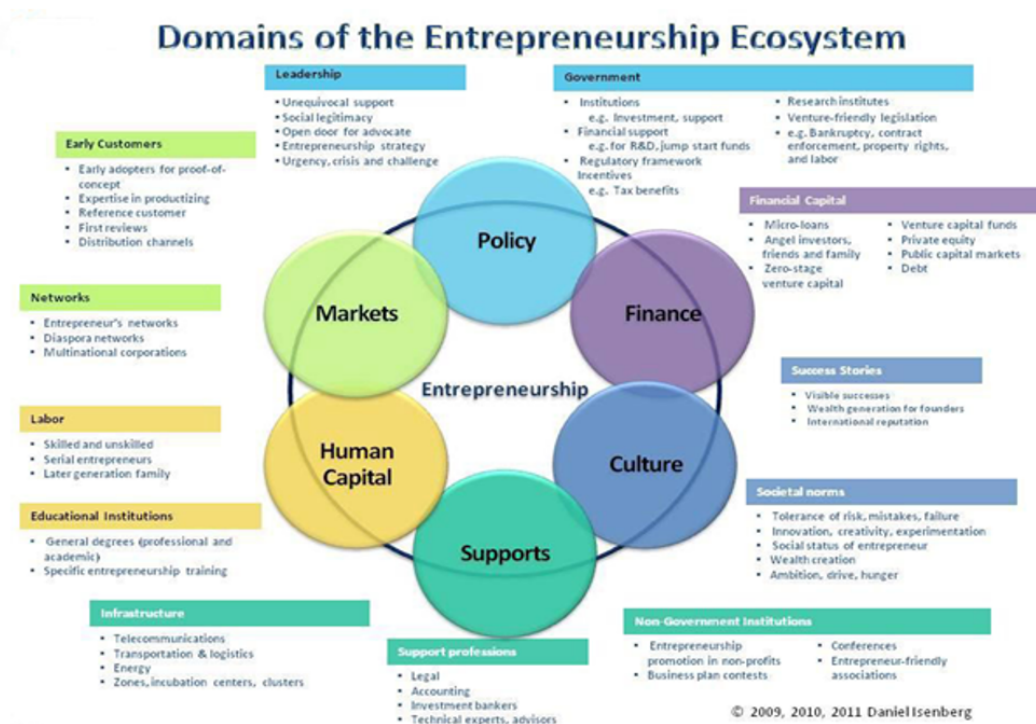 Domains of the Entrepreneurship Ecosystem
Leadership
▪ Unequivocal support
▪ Social legitimacy
▪ Open door for advocate
▪ Entrepreneurship strategy
▪ Urgency, crisis and challenge
Government
▪ Institutions
e.g. Investment, support
▪ Financial support
e.g. for R&D, jump start funds
▪ Regulatory framework
Incentives
e.g. Tax benefits
▪ Research institutes
▪ Venture-friendly legislation
▪ e.g. Bankruptcy, contract
enforcement, property rights,
and labor
Early Customers
▪ Early adopters for proof-of-
concept
▪ Expertise in productizing
▪ Reference customer
▪ First reviews
▪ Distribution channels
Financial Capital
▪ Micro-loans
▪ Angel investors,
friends and family
▪ Zero-stage
venture capital
▪ Venture capital funds
▪ Private equity
▪ Public capital markets
▪ Debt
Networks
▪ Entrepreneur's networks
▪ Diaspora networks
▪ Multinational corporations
Policy
Markets
Finance
Entrepreneurship
Human
Capital
Culture
Supports
Success Stories
▪ Visible successes
▪ Wealth generation for founders
▪ International reputation
Labor
▪ Skilled and unskilled
▪ Serial entrepreneurs
▪ Later generation family
Societal norms
▪ Tolerance of risk, mistakes, failure
▪ Innovation, creativity, experimentation
▪ Social status of entrepreneur
▪ Wealth creation
▪ Ambition, drive, hunger
Educational Institutions
▪ General degrees (professional and
academic)
▪ Specific entrepreneurship training
Infrastructure
▪ Telecommunications
▪ Transportation & logistics
▪ Energy
▪ Zones, incubation centers, clusters
Support professions
▪ Legal
▪ Accounting
▪ Investment bankers
▪ Technical experts, advisors
Non-Government Institutions
▪ Entrepreneurship
promotion in non-profits
▪ Business plan contests
▪ Conferences
▪ Entrepreneur-friendly
associations
© 2009, 2010, 2011 Daniel Isenberg